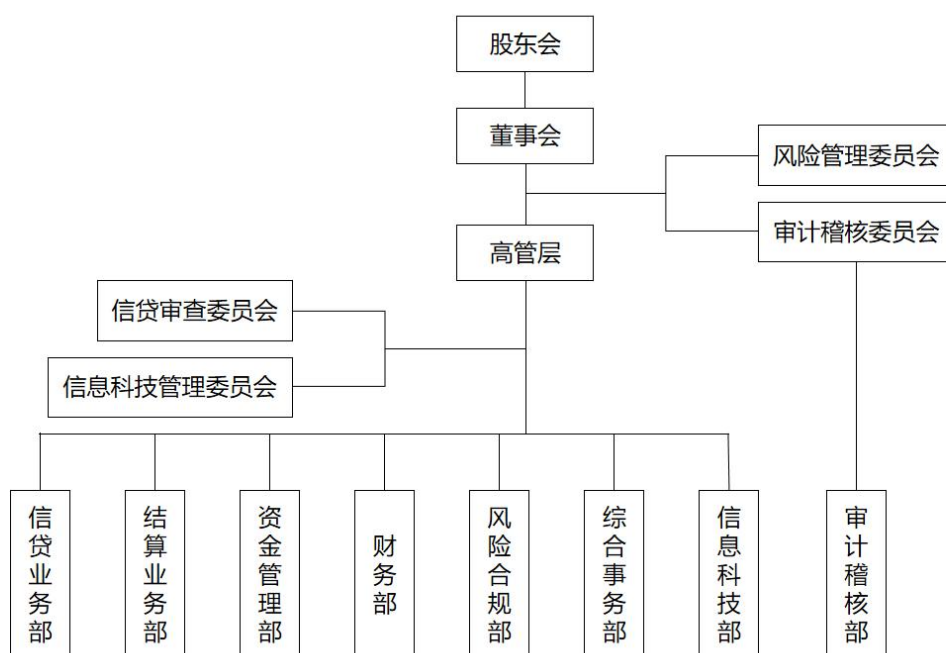 股东会
董事会
风险管理委员会
审计稽核委员会
高管层
信贷审查委员会
信息科技管理委员会
信贷业务部
结算业务部
资金管理部
财务部
风险合规部
综合事务部
信息科技部
审计稽核部